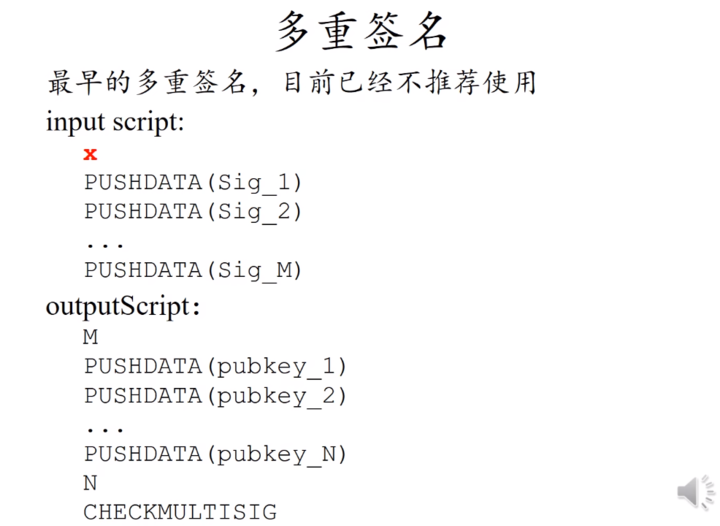 多重签名
最早的多重签名，目前已经不推荐使用
input script:
x
PUSHDATA(Sig_1)
PUSHDATA(Sig_2)
...
PUSHDATA(Sig_M)
outputScript:
M
PUSHDATA(pubkey_1)
PUSHDATA(pubkey_2)
...
PUSHDATA(pubkey_N)
N
CHECKMULTISIG